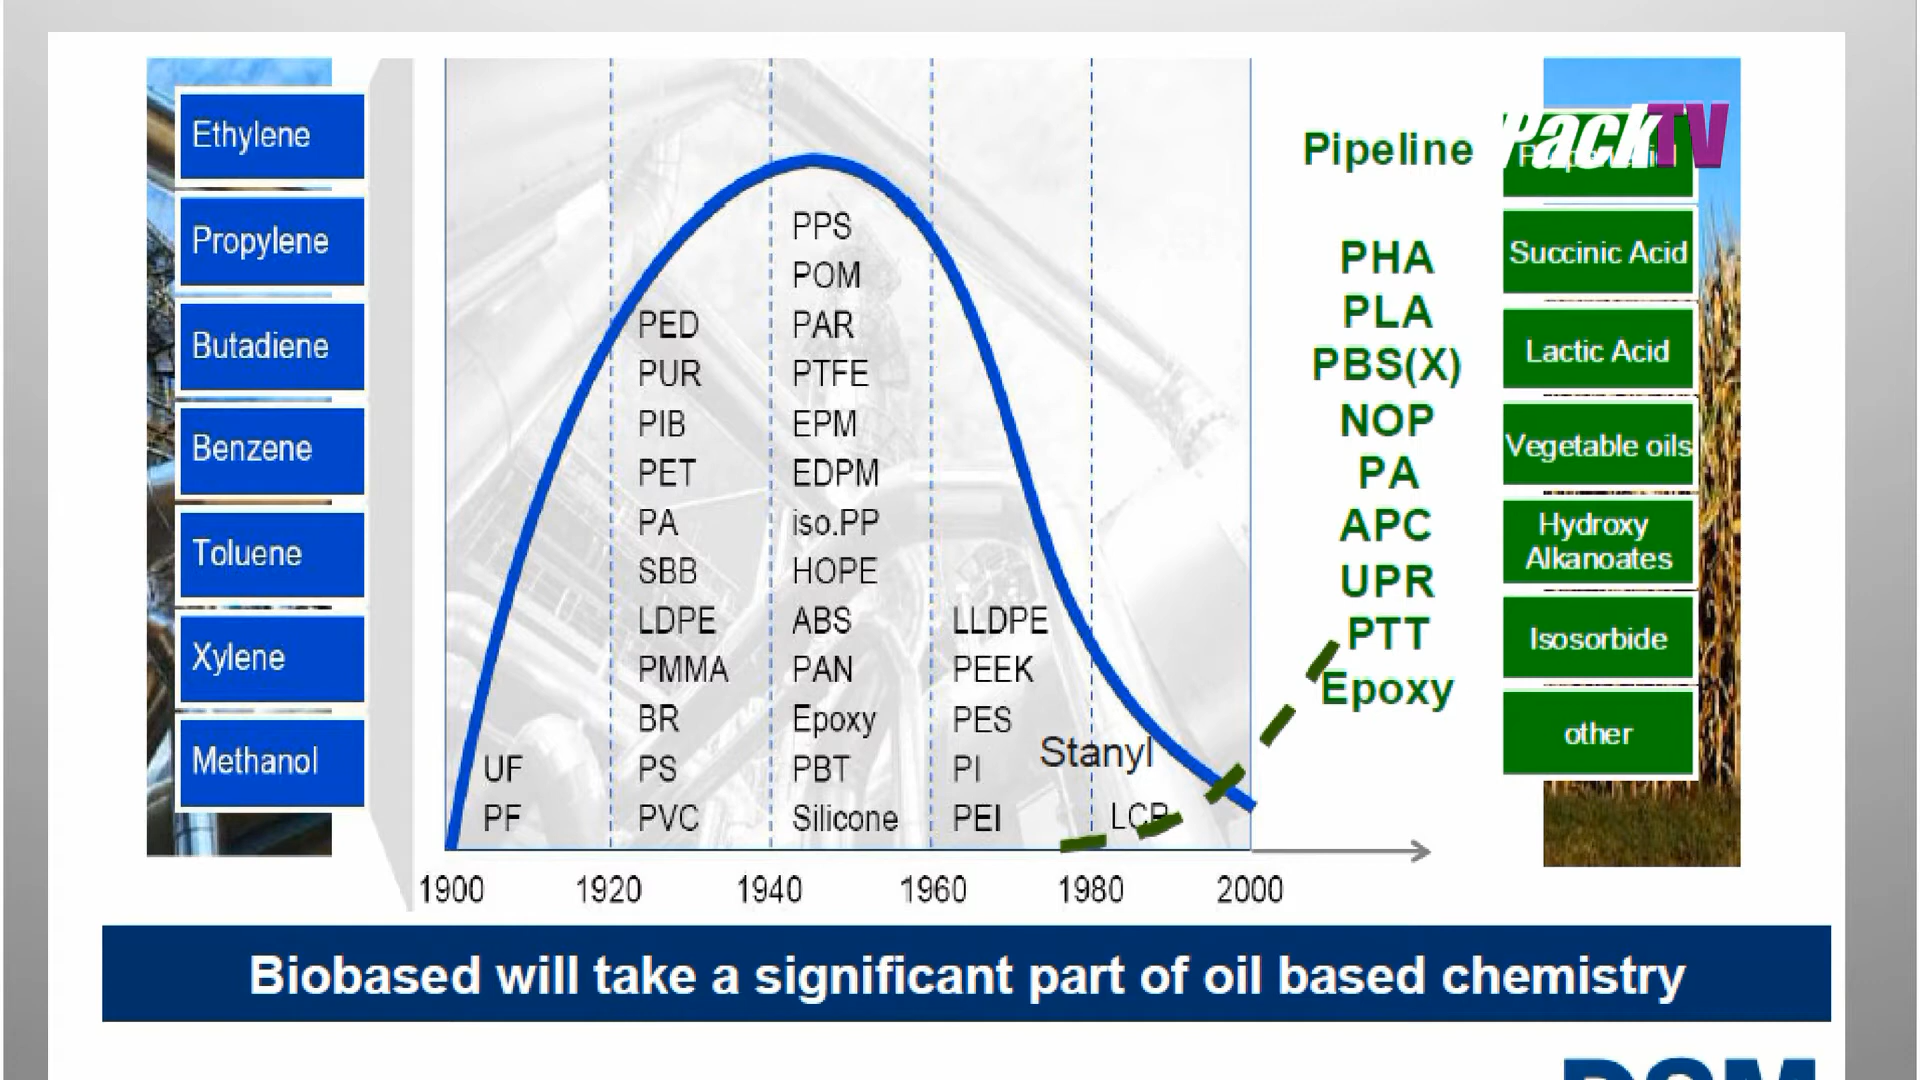 Ethylene
Propylene
Butadiene
Benzene
Toluene
Xylene
Methanol
UF
PF
PED
PUR
PIB
PET
PA
SBB
LDPE
PMMA
BR
PS
PVC
PPS
POM
PAR
PTFE
EPM
EDPM
iso.PP
HOPE
ABS
PAN
Epoxy
PBT
Silicone
LLDPE
PEEK
PES
PI
PEI
Stanyl
LCP
1900 1920 1940 1960 1980 2000
Pipeline
PHA
PLA
PBS(X)
NOP
PA
APC
UPR
PTT
Epoxy
PackTV
Succinic Acid
Lactic Acid
Vegetable oils
Hydroxy
Alkanoates
Isosorbide
other
Biobased will take a significant part of oil based chemistry
DSM